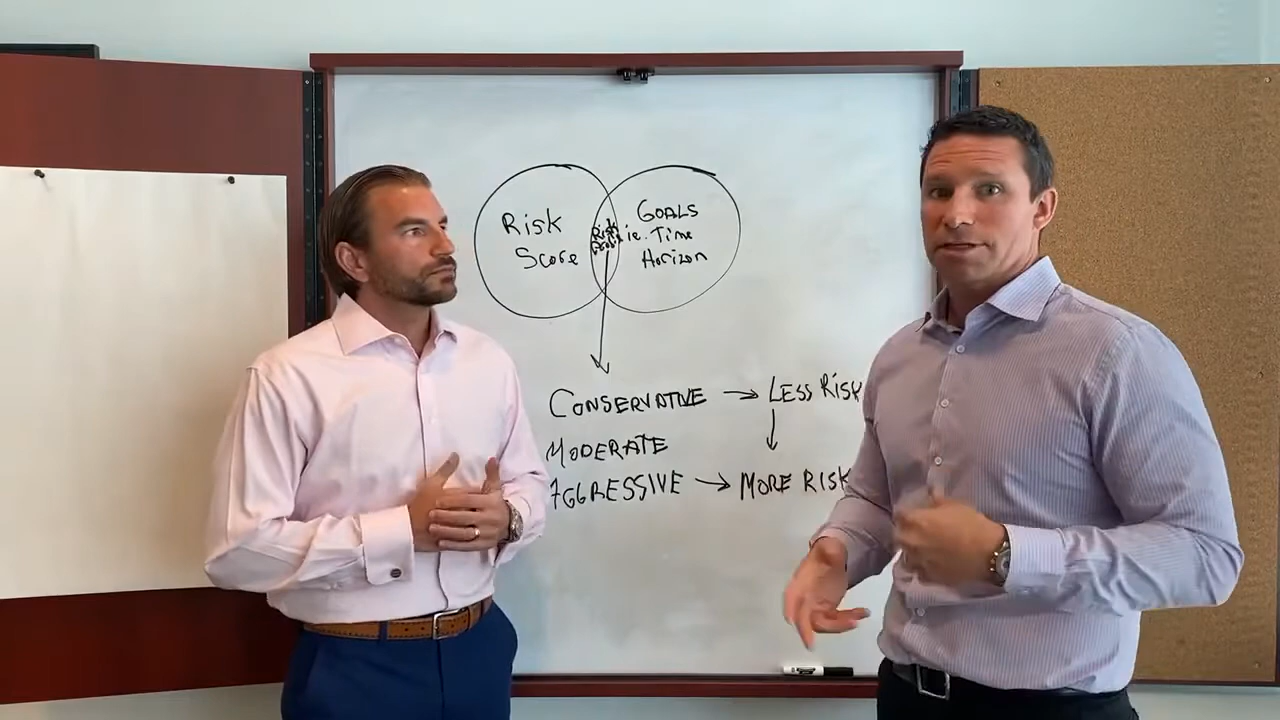 Risk
Score
GOALS
ie. Time
Horizon
CONSERVATIVE → LESS RISK
MODERATE
AGGRESSIVE → MORE RISK